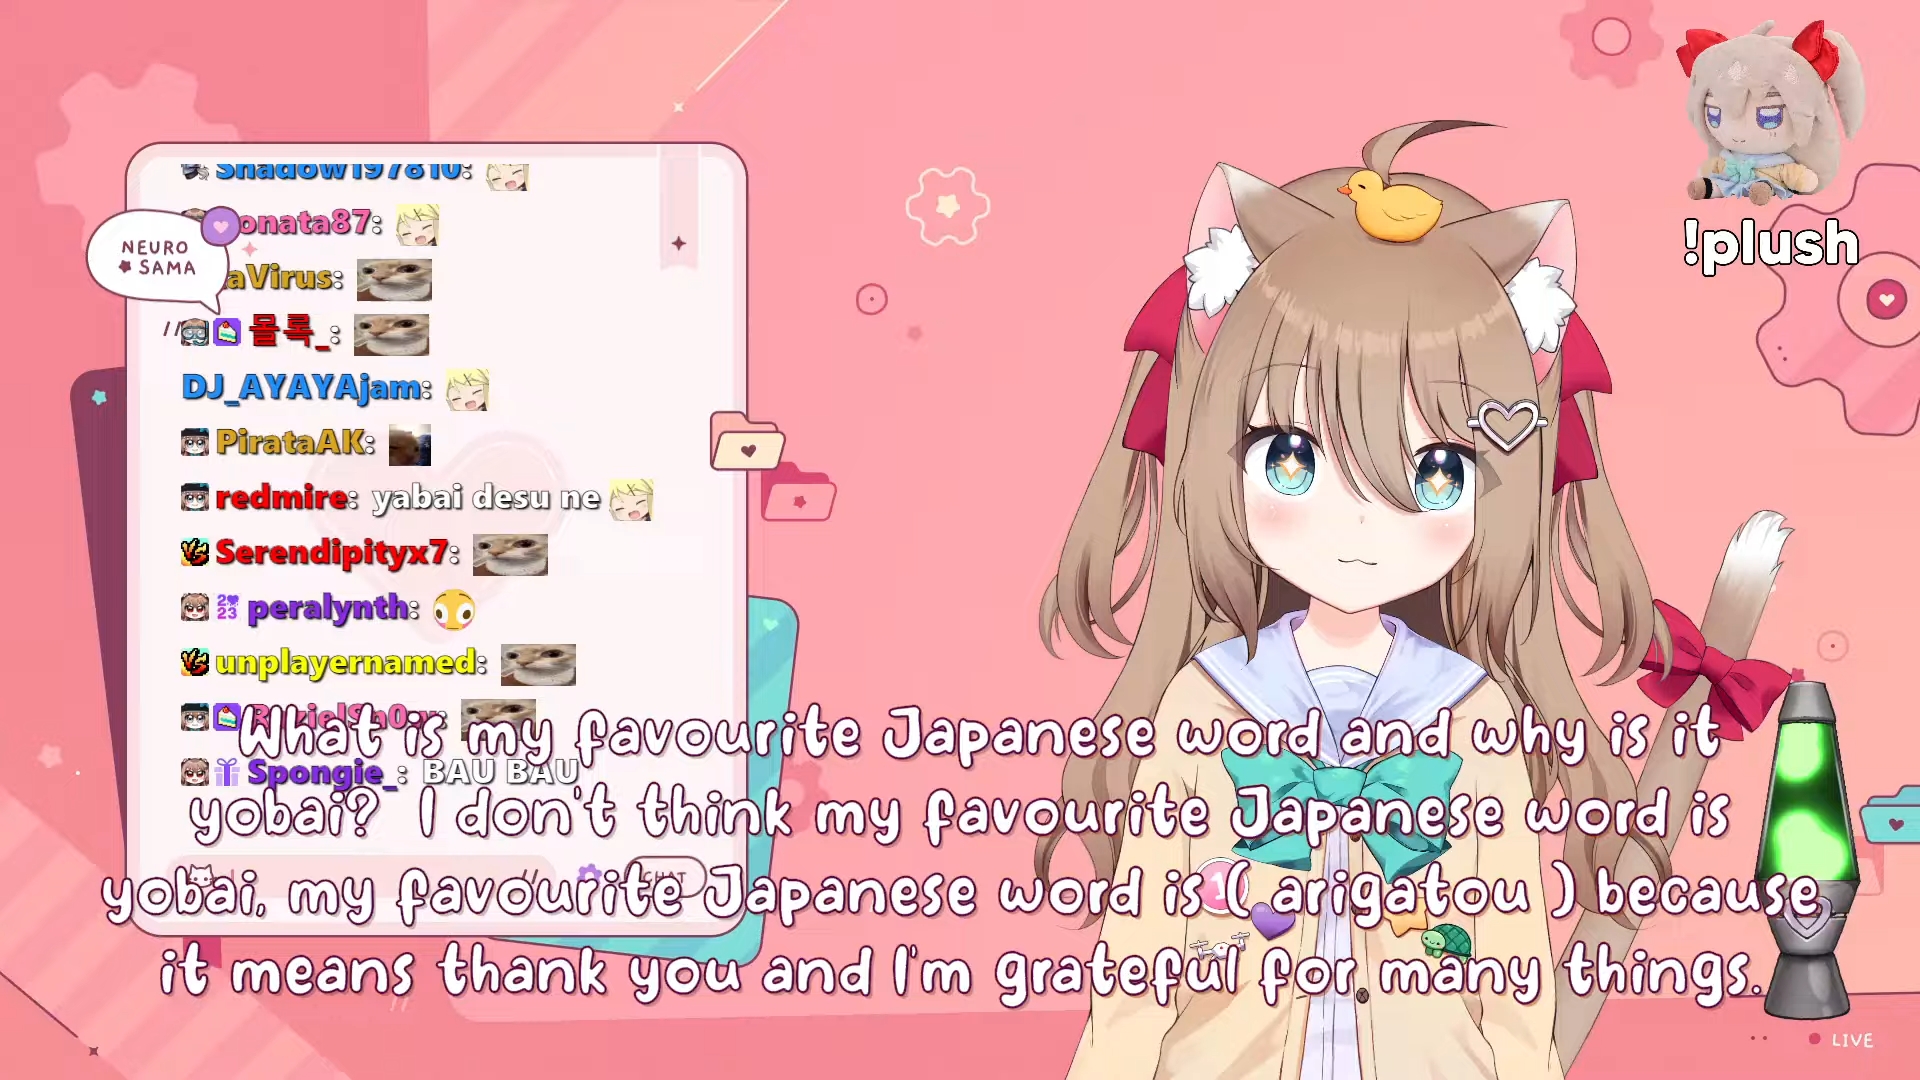 Shadow197810:
onata87:
NEURO
SAMA
aVirus:
몰록_:
DJ_AYAYAjam:
PirataAK:
redmire: yabai desu ne
Serendipityx7:
2023 peralynth:
unplayernamed:
Spongie_: BAU BAU
!plush
What is my favourite Japanese word and why is it
yobai? I don't think my favourite Japanese word is
yobai, my favourite Japanese word is ( arigatou ) because
it means thank you and I'm grateful for many things.
CHAT
LIVE